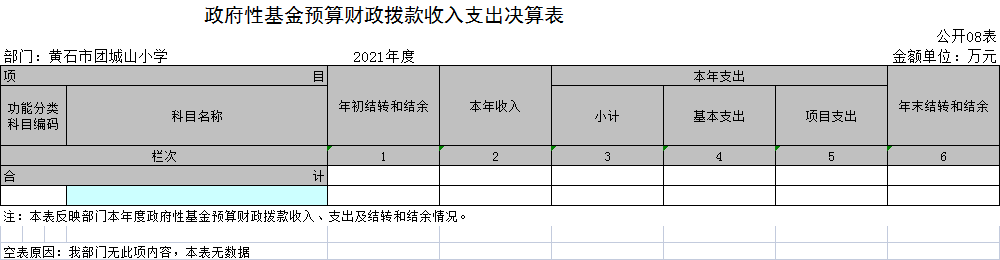 政府性基金预算财政拨款收入支出决算表
公开08表
部门：黄石市团城山小学 2021年度 金额单位：万元
项 目 年初结转和结余 本年收入 本年支出 年末结转和结余
功能分类科目编码 科目名称 小计 基本支出 项目支出
栏次 1 2 3 4 5 6
合 计
注：本表反映部门本年度政府性基金预算财政拨款收入、支出及结转和结余情况。
空表原因：我部门无此项内容，本表无数据